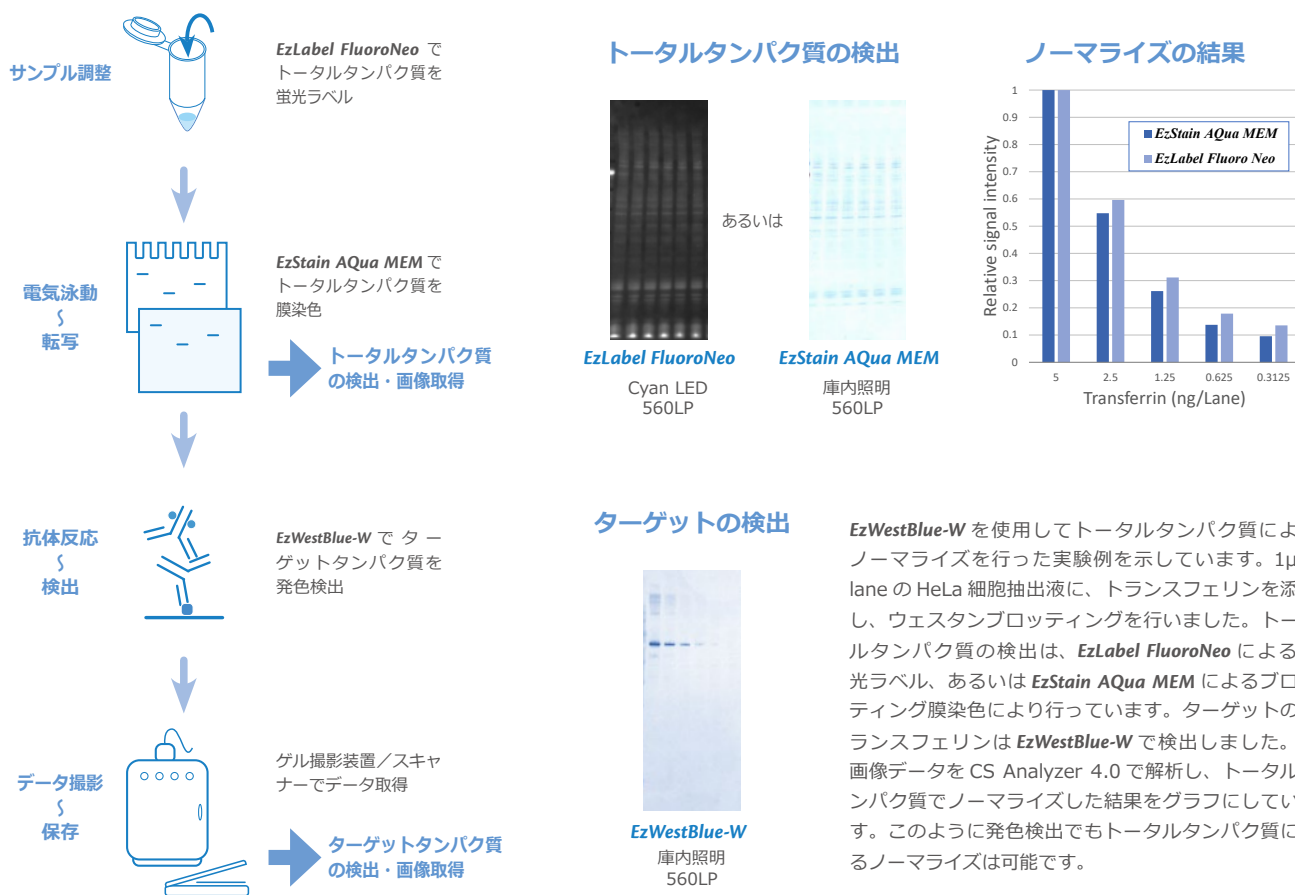 サンプル調整
EzLabel FluoroNeo で
トータルタンパク質を
蛍光ラベル
電気泳動
〜
転写
EzStain AQua MEM で
トータルタンパク質を
膜染色
トータルタンパク質
の検出・画像取得
抗体反応
〜
検出
EzWestBlue-W で ター
ゲットタンパク質を
発色検出
データ撮影
〜
保存
ゲル撮影装置／スキャ
ナーでデータ取得
ターゲットタンパク質
の検出・画像取得
トータルタンパク質の検出
あるいは
EzLabel FluoroNeo
Cyan LED
560LP
EzStain AQua MEM
庫内照明
560LP
ノーマライズの結果
Relative signal intensity
1
0.9
0.8
0.7
0.6
0.5
0.4
0.3
0.2
0.1
0
EzStain AQua MEM
EzLabel Fluoro Neo
5 2.5 1.25 0.625 0.3125
Transferrin (ng/Lane)
ターゲットの検出
EzWestBlue-W
庫内照明
560LP
EzWestBlue-W を使用してトータルタンパク質によ
ノーマライズを行った実験例を示しています。1μ
lane の HeLa 細胞抽出液に、トランスフェリンを添
し、ウェスタンブロッティングを行いました。トー
ルタンパク質の検出は、EzLabel FluoroNeo による
光ラベル、あるいは EzStain AQua MEM によるブロ
ティング膜染色により行っています。ターゲットの
ランスフェリンは EzWestBlue-W で検出しました。
画像データを CS Analyzer 4.0 で解析し、トータル
ンパク質でノーマライズした結果をグラフにしてい
す。このように発色検出でもトータルタンパク質に
るノーマライズは可能です。